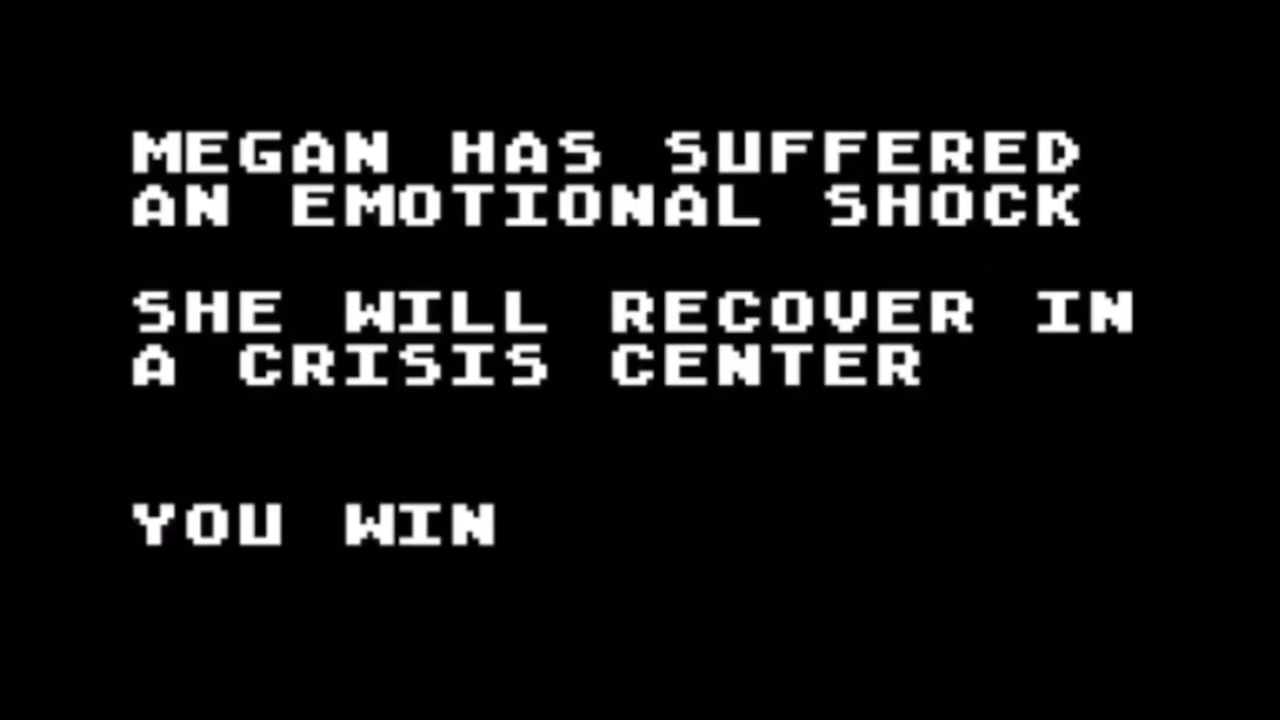 MEGAN HAS SUFFERED
AN EMOTIONAL SHOCK
SHE WILL RECOVER IN
A CRISIS CENTER
YOU WIN